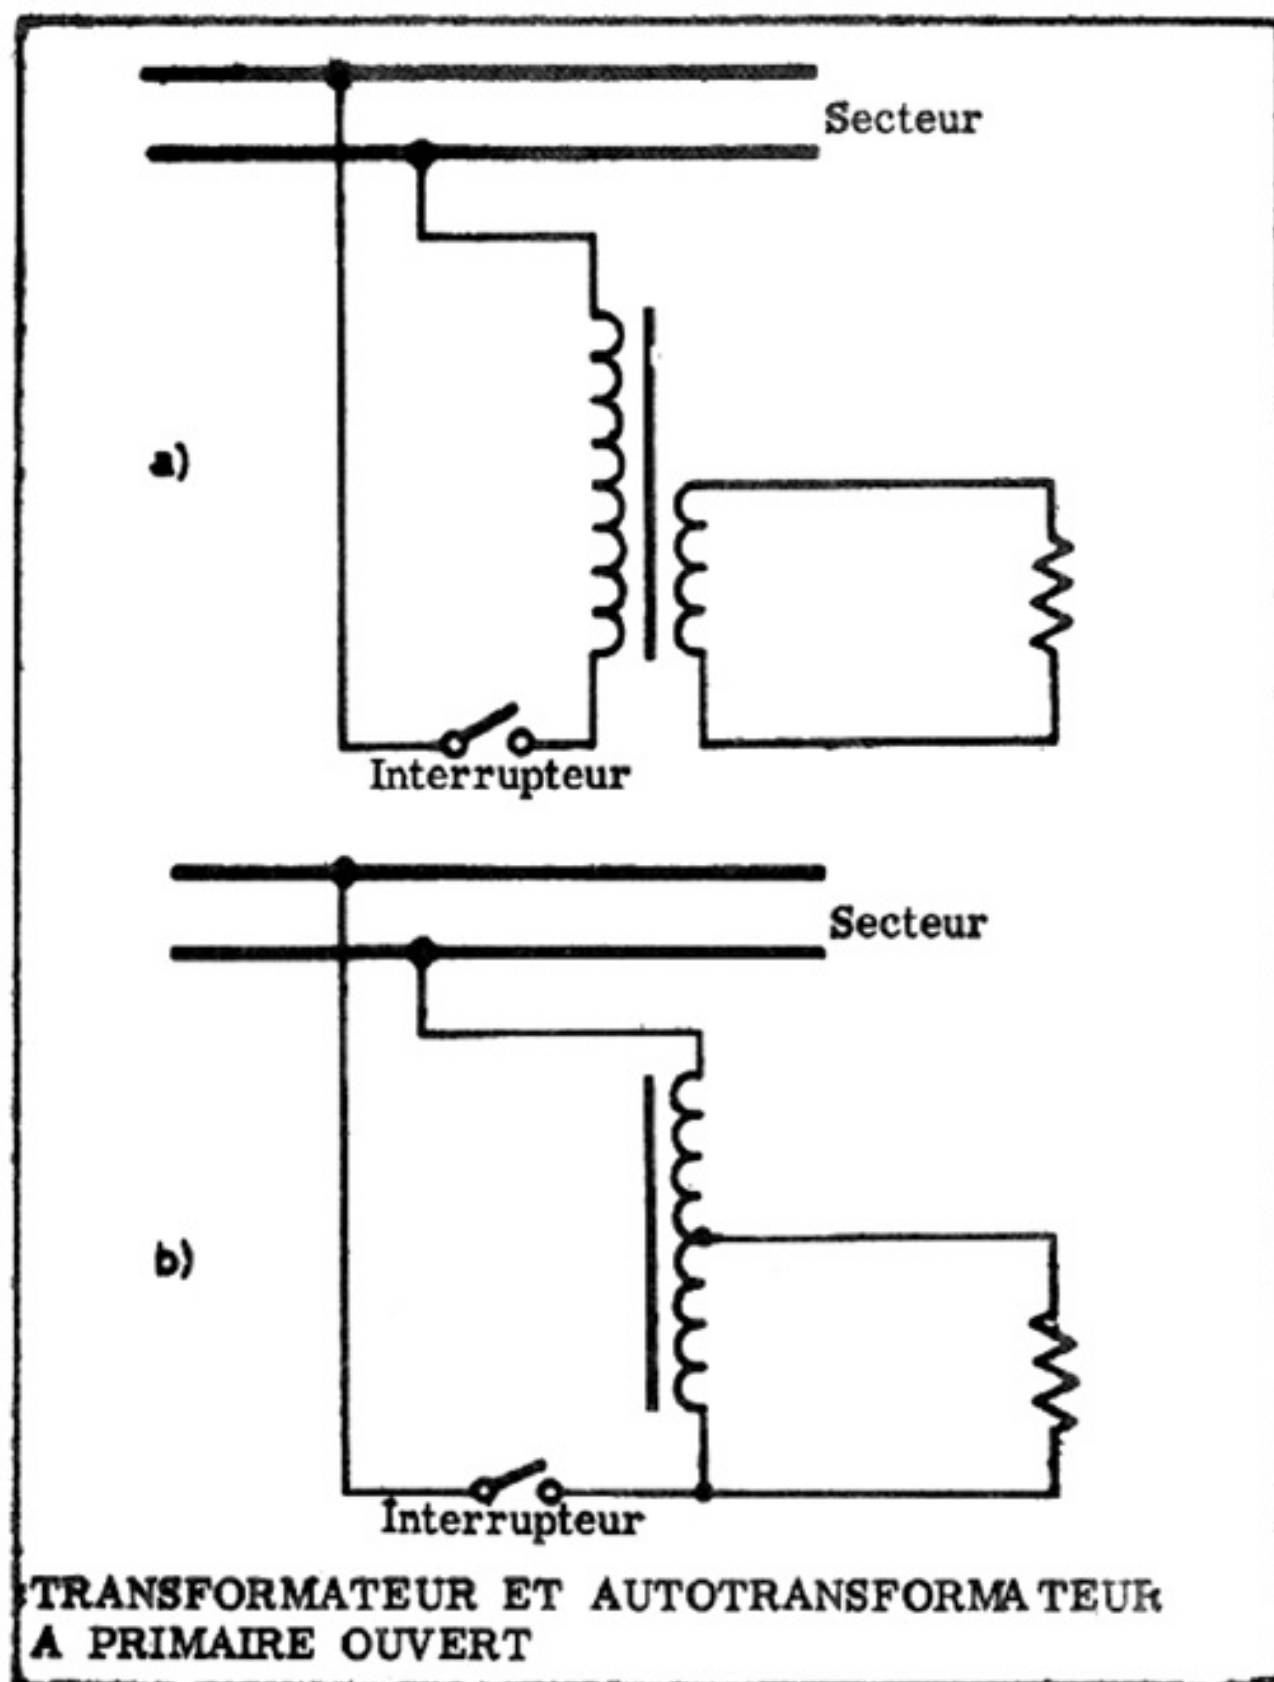 Secteur
a)
Interrupteur
Secteur
b)
Interrupteur
TRANSFORMATEUR ET AUTOTRANSFORMATEUR
A PRIMAIRE OUVERT